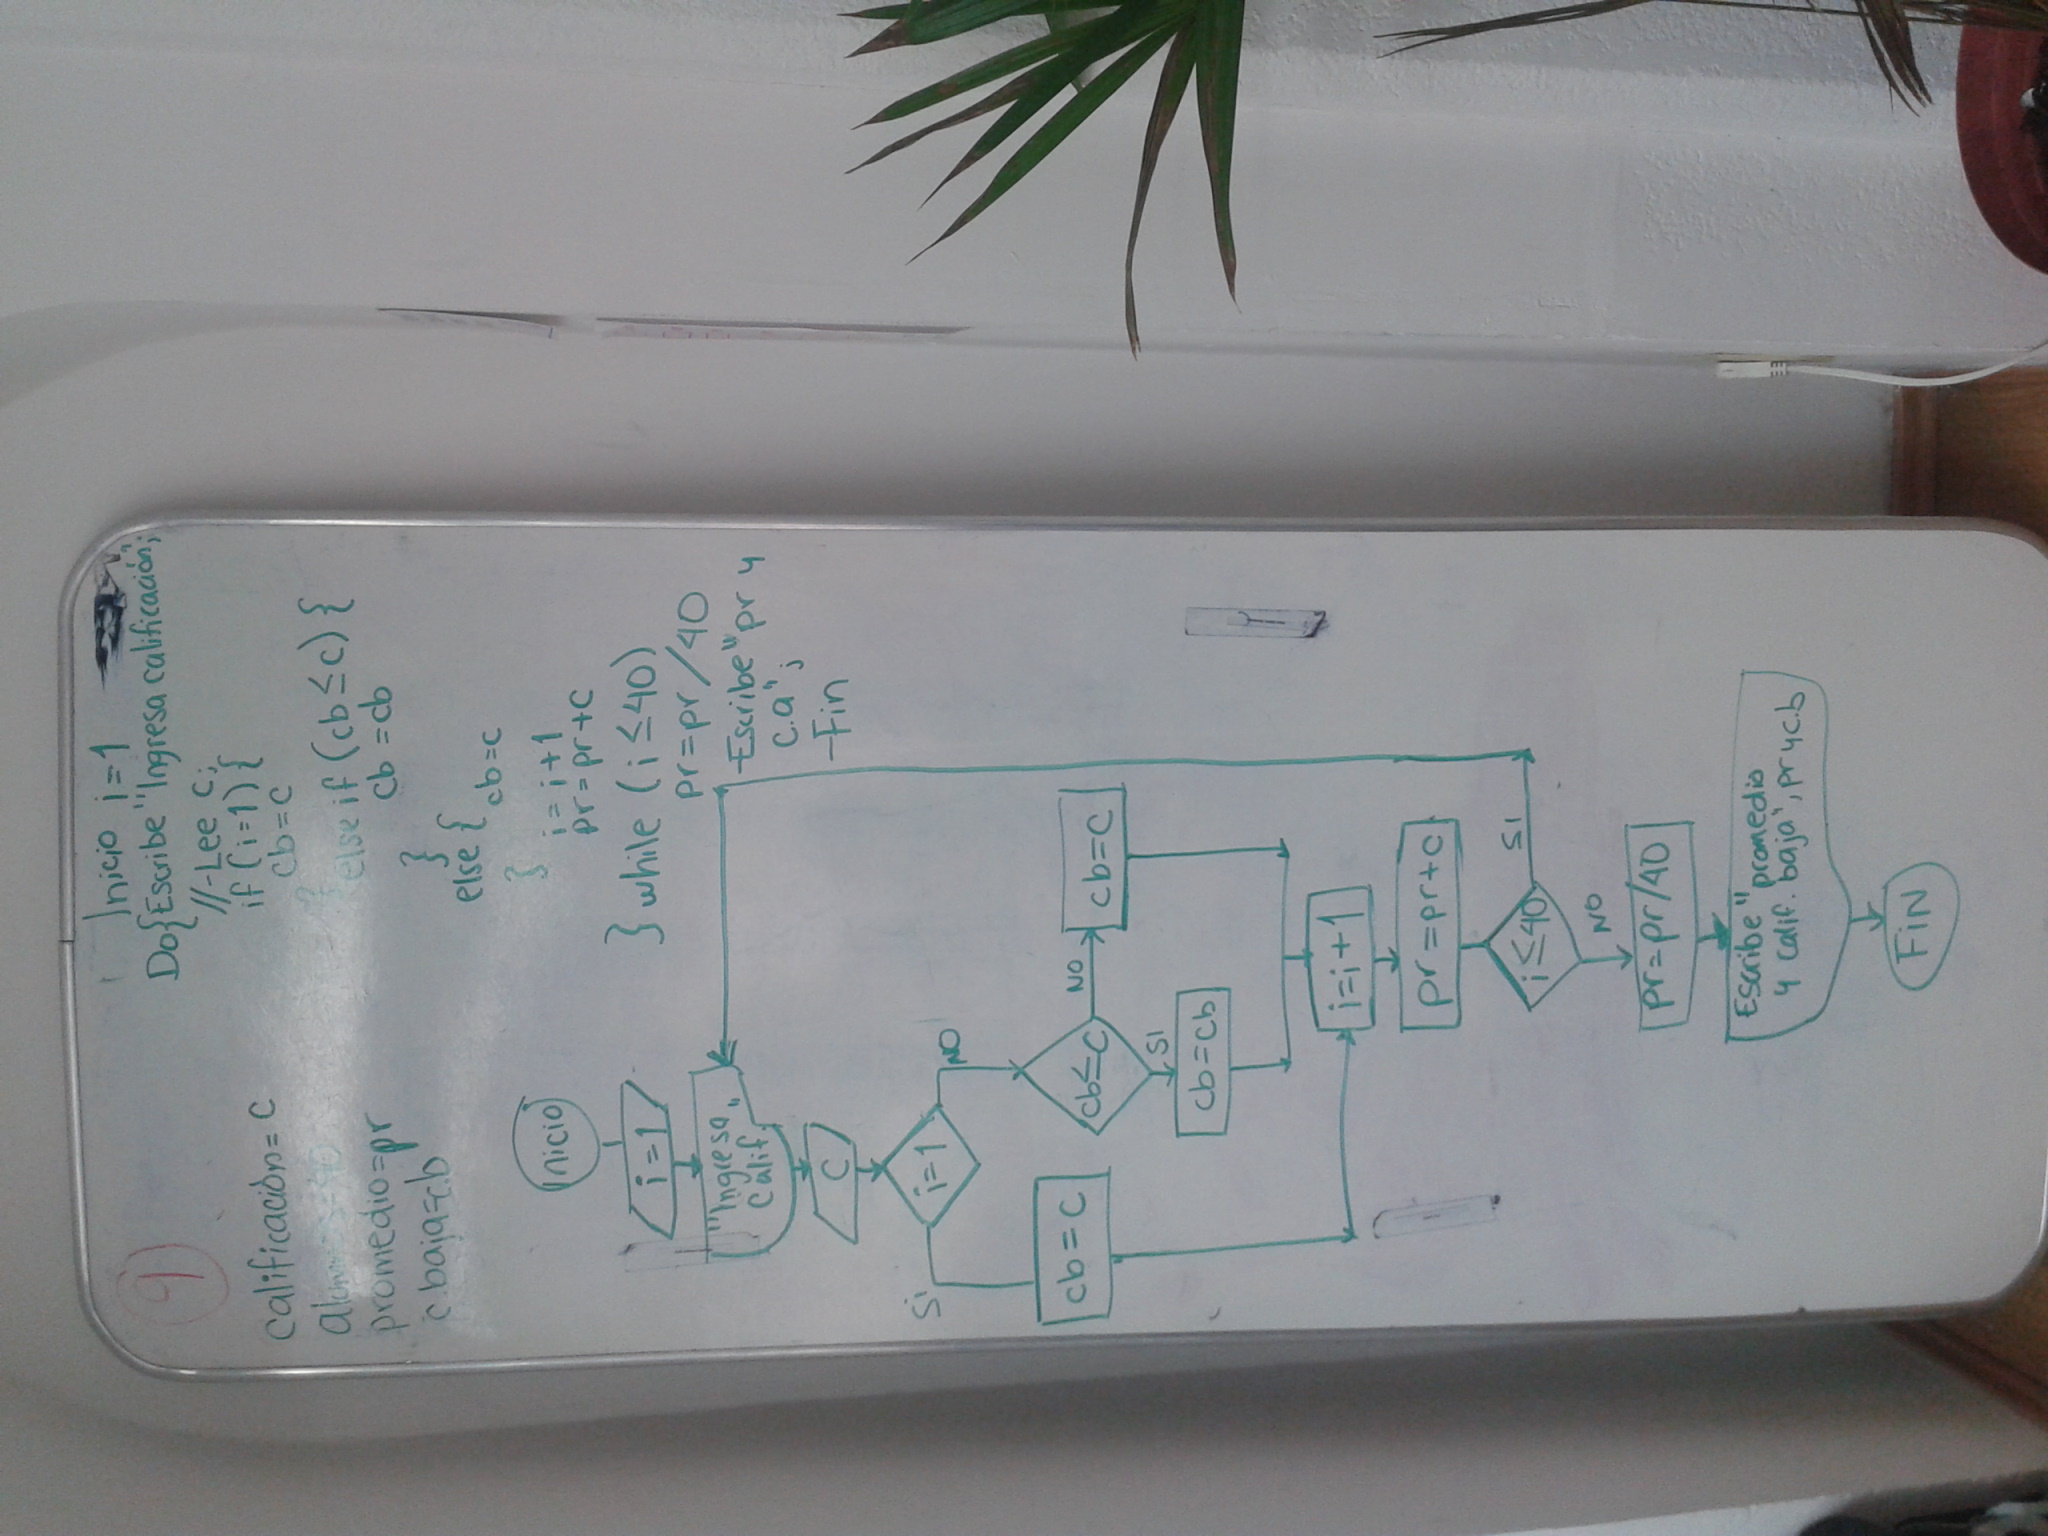 9
calificación= C
alumnos=40
promedio=pr
c.baja=c.b
Inicio i=1
Do{Escribe "Ingresa calificación";
//-Lee C;
if (i=1) {
cb=c
}
else if (cb≤c) {
cb =cb
}
else {
cb=c
}
i= i+1
pr=pr+C
} while (i≤40)
pr=pr/40
-Escribe "pr y
c.a";
-Fin
Inicio
i=1
"Ingresa
Calif."
C
i=1
Si
NO
cb=C
cb≤C
NO
cb=C
SI
cb=cb
i=i+1
pr=pr+c
i≤40
SI
NO
pr=pr/40
Escribe "promedio
y calif. baja", pr y c.b
FiN